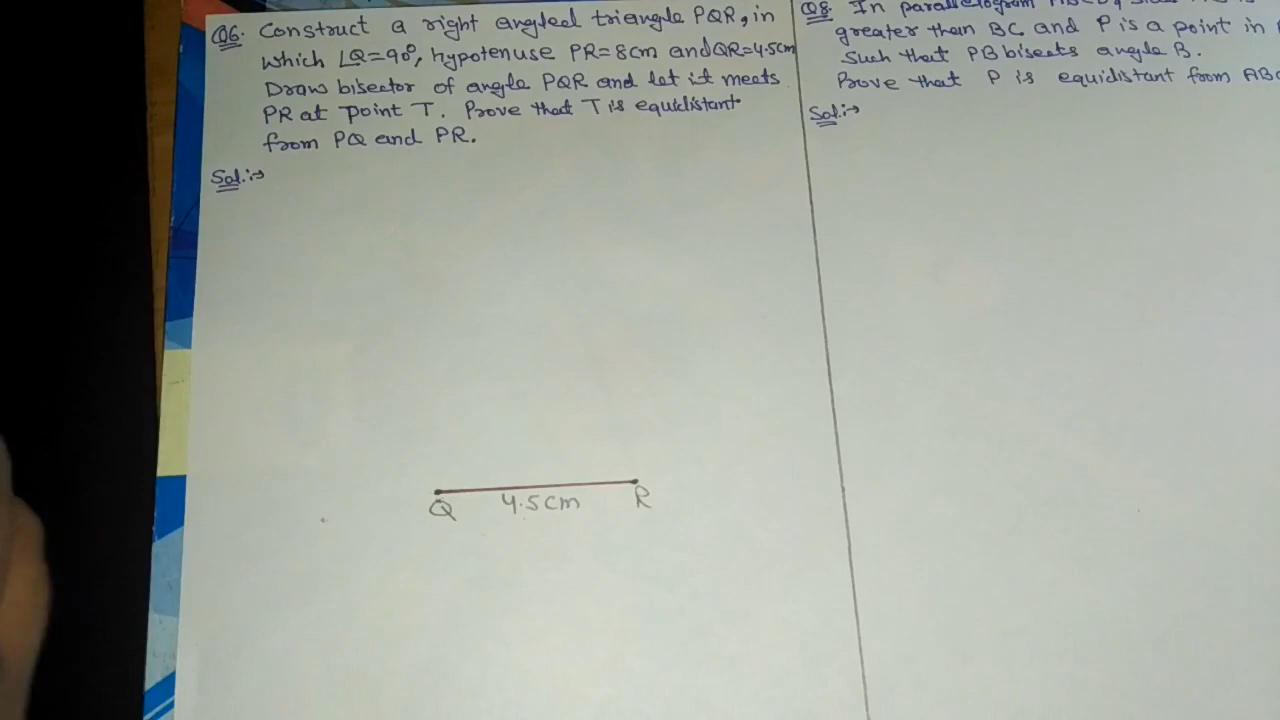 Q6. Construct a right angled triangle PQR, in
which ∠Q=90°, hypotenuse PR=8cm and QR=4.5cm
Draw bisector of angle PQR and let it meets
PR at point T. Prove that T is equidistant
from PQ and PR.
Sol.:→
Q 4.5cm R
Q8. In parallelogram
greater than BC and P is a point in
Such that PB bisects angle B.
Prove that P is equidistant from AB
Sol.:→